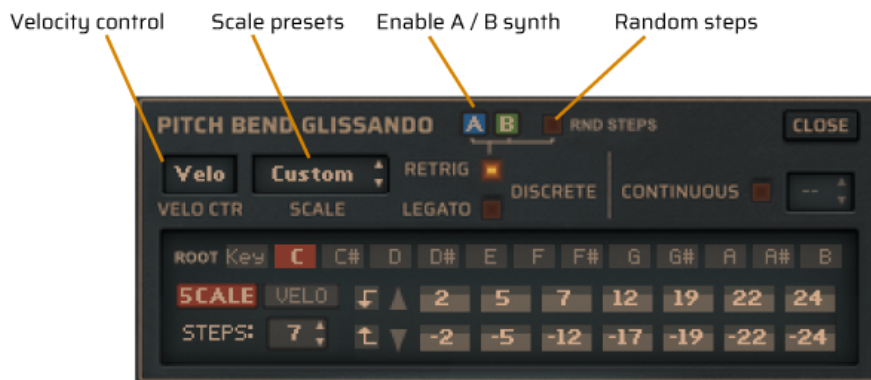 Velocity control Scale presets Enable A / B synth Random steps
PITCH BEND GLISSANDO A B RND STEPS CLOSE
Velo Custom RETRIG DISCRETE CONTINUOUS --
VELO CTR SCALE LEGATO
ROOT Key C C# D D# E F F# G G# A A# B
SCALE VELO 2 5 7 12 19 22 24
STEPS: 7 -2 -5 -12 -17 -19 -22 -24